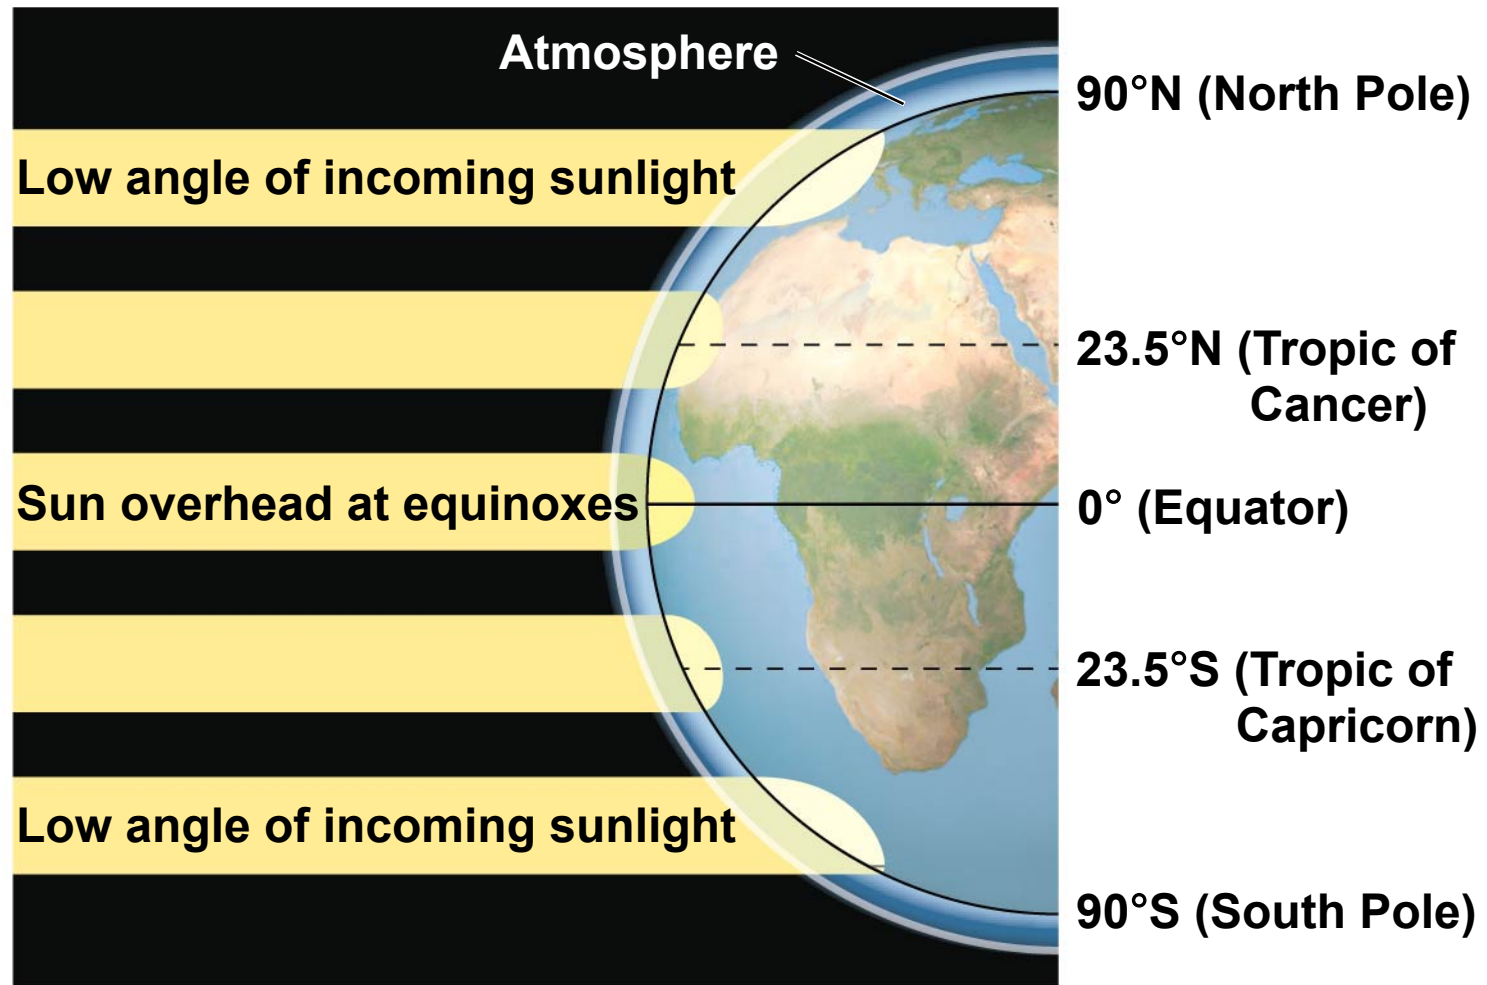 Atmosphere
90°N (North Pole)
Low angle of incoming sunlight
23.5°N (Tropic of
Cancer)
Sun overhead at equinoxes
0° (Equator)
23.5°S (Tropic of
Capricorn)
Low angle of incoming sunlight
90°S (South Pole)